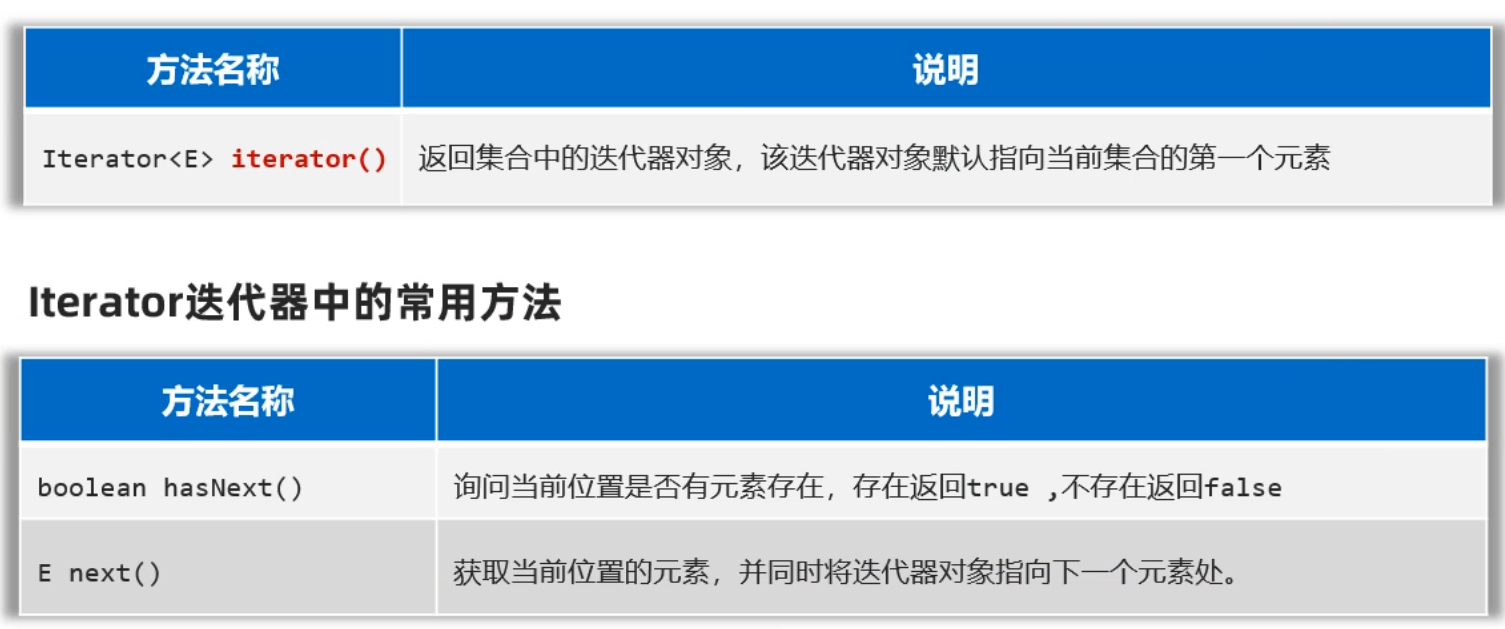 方法名称 说明
Iterator<E> iterator() 返回集合中的迭代器对象，该迭代器对象默认指向当前集合的第一个元素
Iterator迭代器中的常用方法
方法名称 说明
boolean hasNext() 询问当前位置是否有元素存在，存在返回true ,不存在返回false
E next() 获取当前位置的元素，并同时将迭代器对象指向下一个元素处。